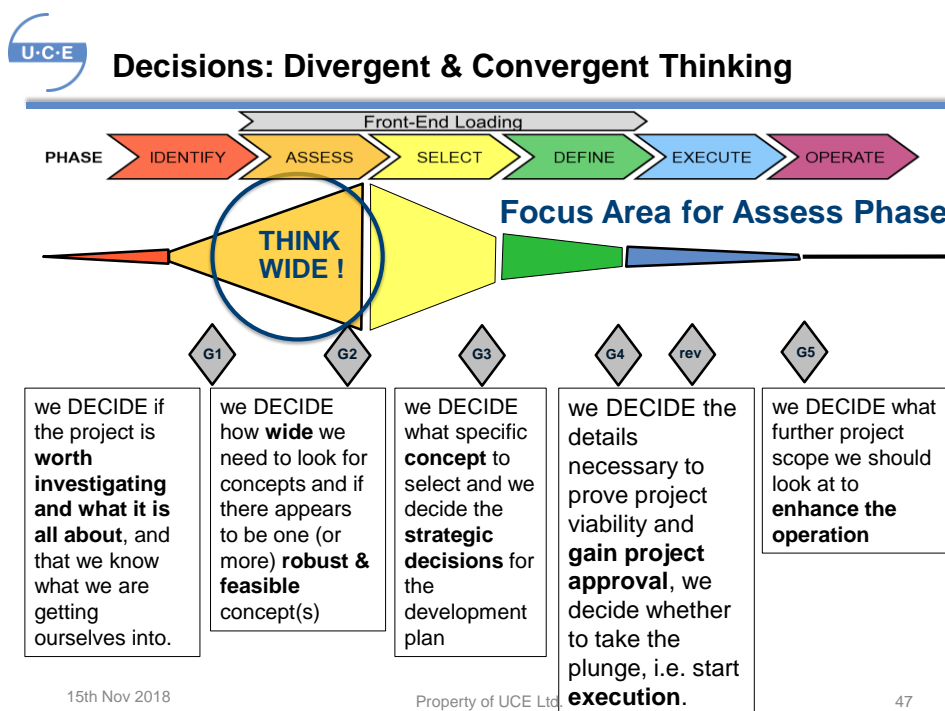 U·C·E
Decisions: Divergent & Convergent Thinking
Front-End Loading
PHASE
IDENTIFY
ASSESS
SELECT
DEFINE
EXECUTE
OPERATE
Focus Area for Assess Phase
THINK
WIDE !
G1
G2
G3
G4
rev
G5
we DECIDE if
the project is
worth
investigating
and what it is
all about, and
that we know
what we are
getting
ourselves into.
we DECIDE
how wide we
need to look for
concepts and if
there appears
to be one (or
more) robust &
feasible
concept(s)
we DECIDE
what specific
concept to
select and we
decide the
strategic
decisions for
the
development
plan
we DECIDE the
details
necessary to
prove project
viability and
gain project
approval, we
decide whether
to take the
plunge, i.e. start
execution.
we DECIDE what
further project
scope we should
look at to
enhance the
operation
15th Nov 2018
Property of UCE Ltd.
47